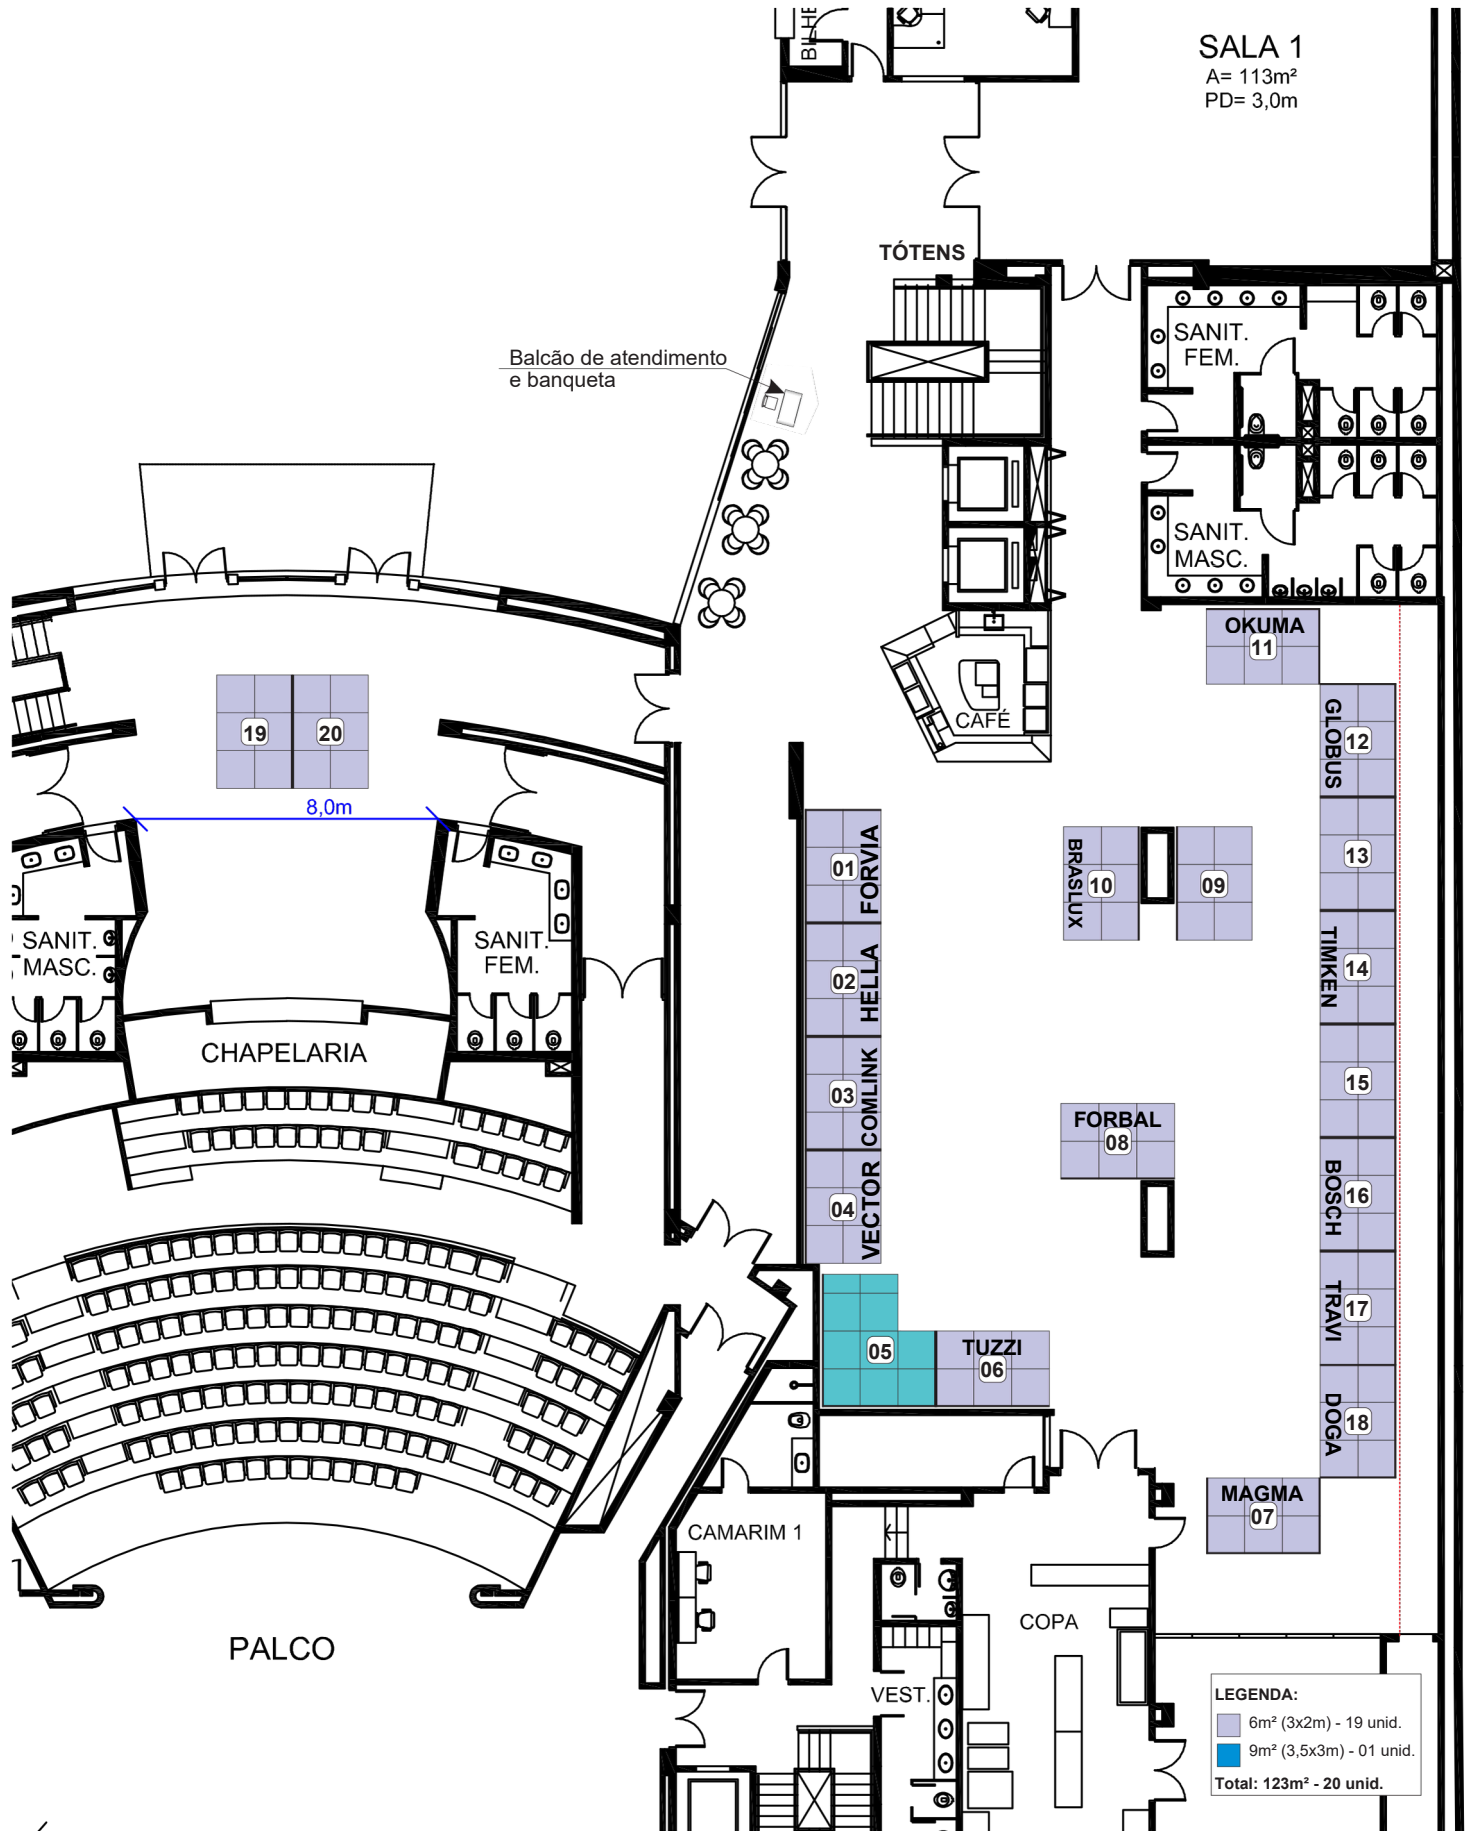 BILHE
SALA 1
A= 113m²
PD= 3,0m
TÓTENS
Balcão de atendimento
e banqueta
SANIT.
FEM.
SANIT.
MASC.
OKUMA
11
CAFÉ
GLOBUS
12
19
20
8,0m
FORVIA
01
BRASLUX
10
09
13
SANIT.
MASC.
SANIT.
FEM.
HELLA
02
TIMKEN
14
CHAPELARIA
COMLINK
03
15
FORBAL
08
VECTOR
04
BOSCH
16
TRAVI
17
05
TUZZI
06
DOGA
18
MAGMA
07
CAMARIM 1
COPA
PALCO
VEST.
LEGENDA:
6m² (3x2m) - 19 unid.
9m² (3,5x3m) - 01 unid.
Total: 123m² - 20 unid.